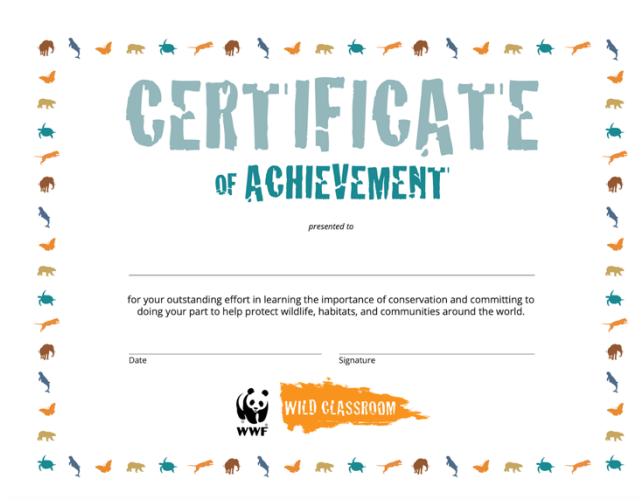 CERTIFICATE
OF ACHIEVEMENT
presented to
for your outstanding effort in learning the importance of conservation and committing to
doing your part to help protect wildlife, habitats, and communities around the world.
Date Signature
WILD CLASSROOM
WWF